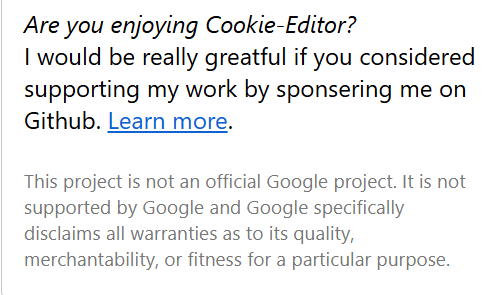 Are you enjoying Cookie-Editor?
I would be really greatful if you considered
supporting my work by sponsering me on
Github. Learn more.
This project is not an official Google project. It is not
supported by Google and Google specifically
disclaims all warranties as to its quality,
merchantability, or fitness for a particular purpose.